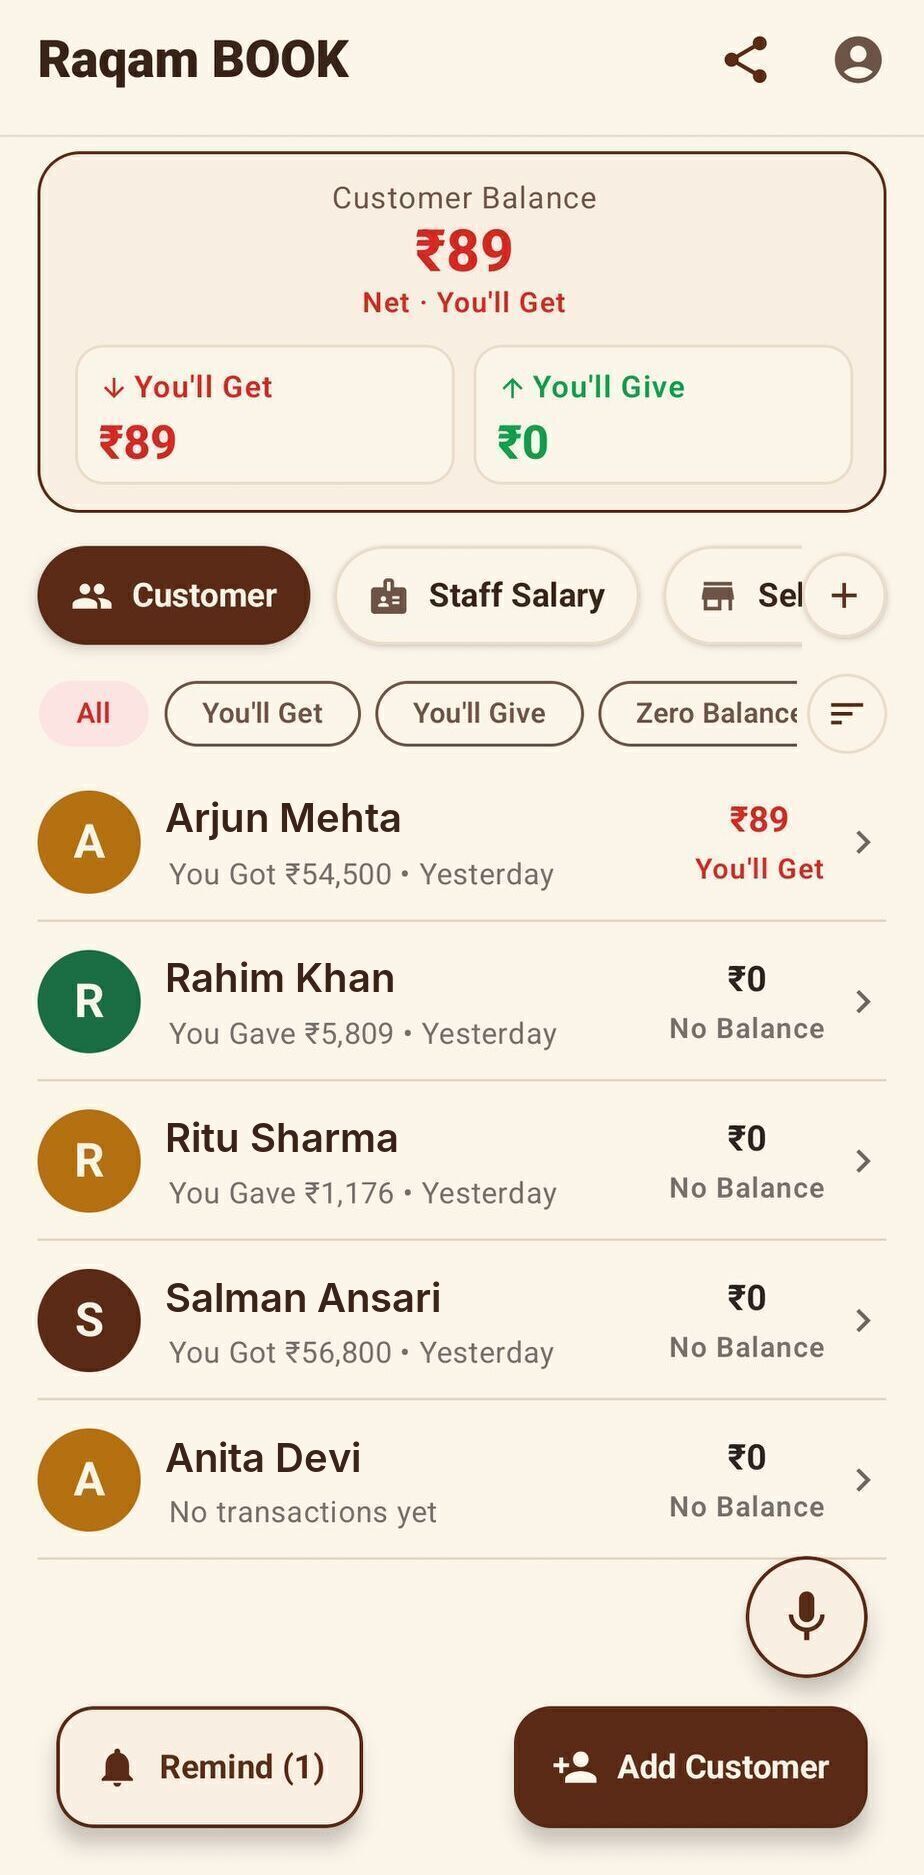 Raqam BOOK
Customer Balance
₹89
Net · You'll Get
↓ You'll Get
₹89
↑ You'll Give
₹0
Customer
Staff Salary
Sel
All
You'll Get
You'll Give
Zero Balance
A
Arjun Mehta
You Got ₹54,500 • Yesterday
₹89
You'll Get
R
Rahim Khan
You Gave ₹5,809 • Yesterday
₹0
No Balance
R
Ritu Sharma
You Gave ₹1,176 • Yesterday
₹0
No Balance
S
Salman Ansari
You Got ₹56,800 • Yesterday
₹0
No Balance
A
Anita Devi
No transactions yet
₹0
No Balance
Remind (1)
Add Customer